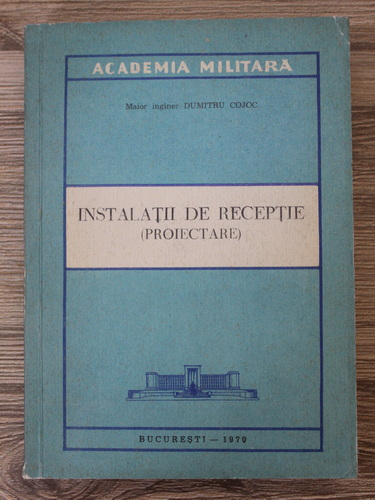 ACADEMIA MILITARĂ
Maior inginer DUMITRU COJOC
INSTALAŢII DE RECEPŢIE
(PROIECTARE)
BUCUREŞTI — 1970